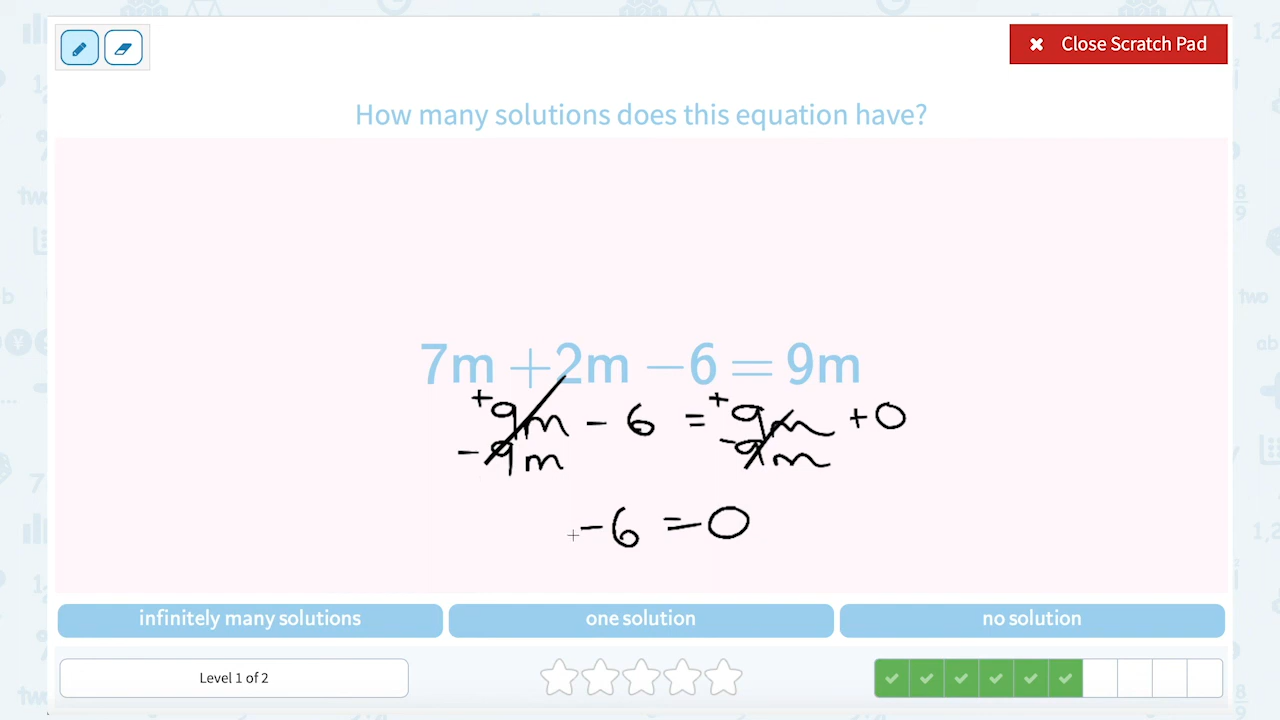 Close Scratch Pad
How many solutions does this equation have?
7m +2m −6 = 9m
+9m − 6 = +9m +0
−9m −9m
−6 = 0
infinitely many solutions
one solution
no solution
Level 1 of 2